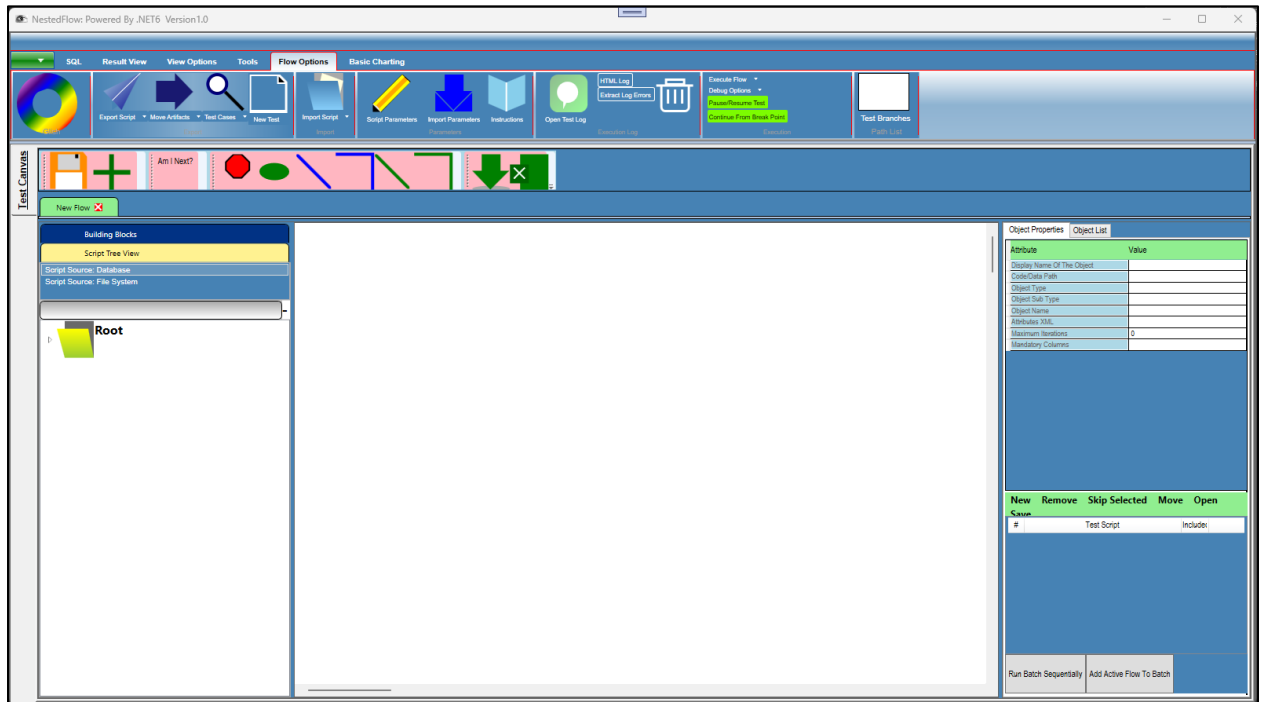 NestedFlow: Powered By .NET6 Version1.0
SQL Result View View Options Tools Flow Options Basic Charting
Export Script Move Artifacts Test Cases New Test
Import Script
Import
Script Parameters Import Parameters Instructions
Parameters
Open Test Log
HTML Log
Extract Log Errors
Execution Log
Execute Flow
Debug Options
Pause/Resume Test
Continue From Break Point
Execution
Test Branches
Path List
Test Canvas
Am I Next?
New Flow
Building Blocks
Script Tree View
Script Source: Database
Script Source: File System
Root
Object Properties Object List
Attribute Value
Display Name Of The Object
Code/Data Path
Object Type
Object Sub Type
Object Name
Attributes XML
Maximum Iterations 0
Mandatory Columns
New Remove Skip Selected Move Open
Save
# Test Script Include
Run Batch Sequentially Add Active Flow To Batch